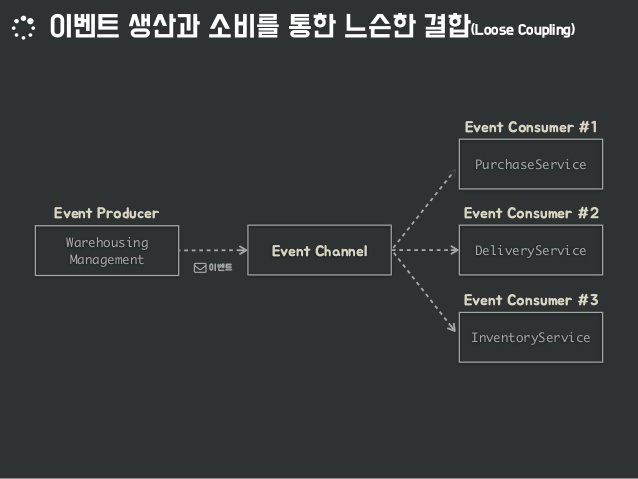 이벤트 생산과 소비를 통한 느슨한 결합(Loose Coupling)
Event Consumer #1
PurchaseService
Event Producer
Warehousing
Management
이벤트
Event Channel
Event Consumer #2
DeliveryService
Event Consumer #3
InventoryService